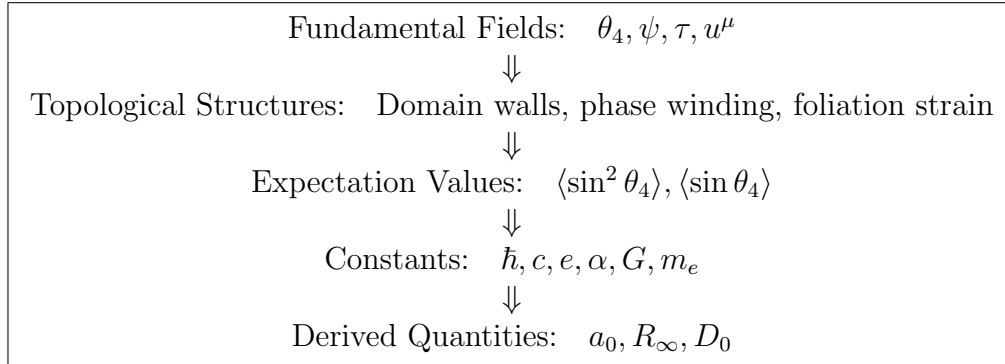 Fundamental Fields: θ₄, ψ, τ, u^μ
⇓
Topological Structures: Domain walls, phase winding, foliation strain
⇓
Expectation Values: ⟨sin² θ₄⟩, ⟨sin θ₄⟩
⇓
Constants: ℏ, c, e, α, G, mₑ
⇓
Derived Quantities: a₀, R_∞, D₀